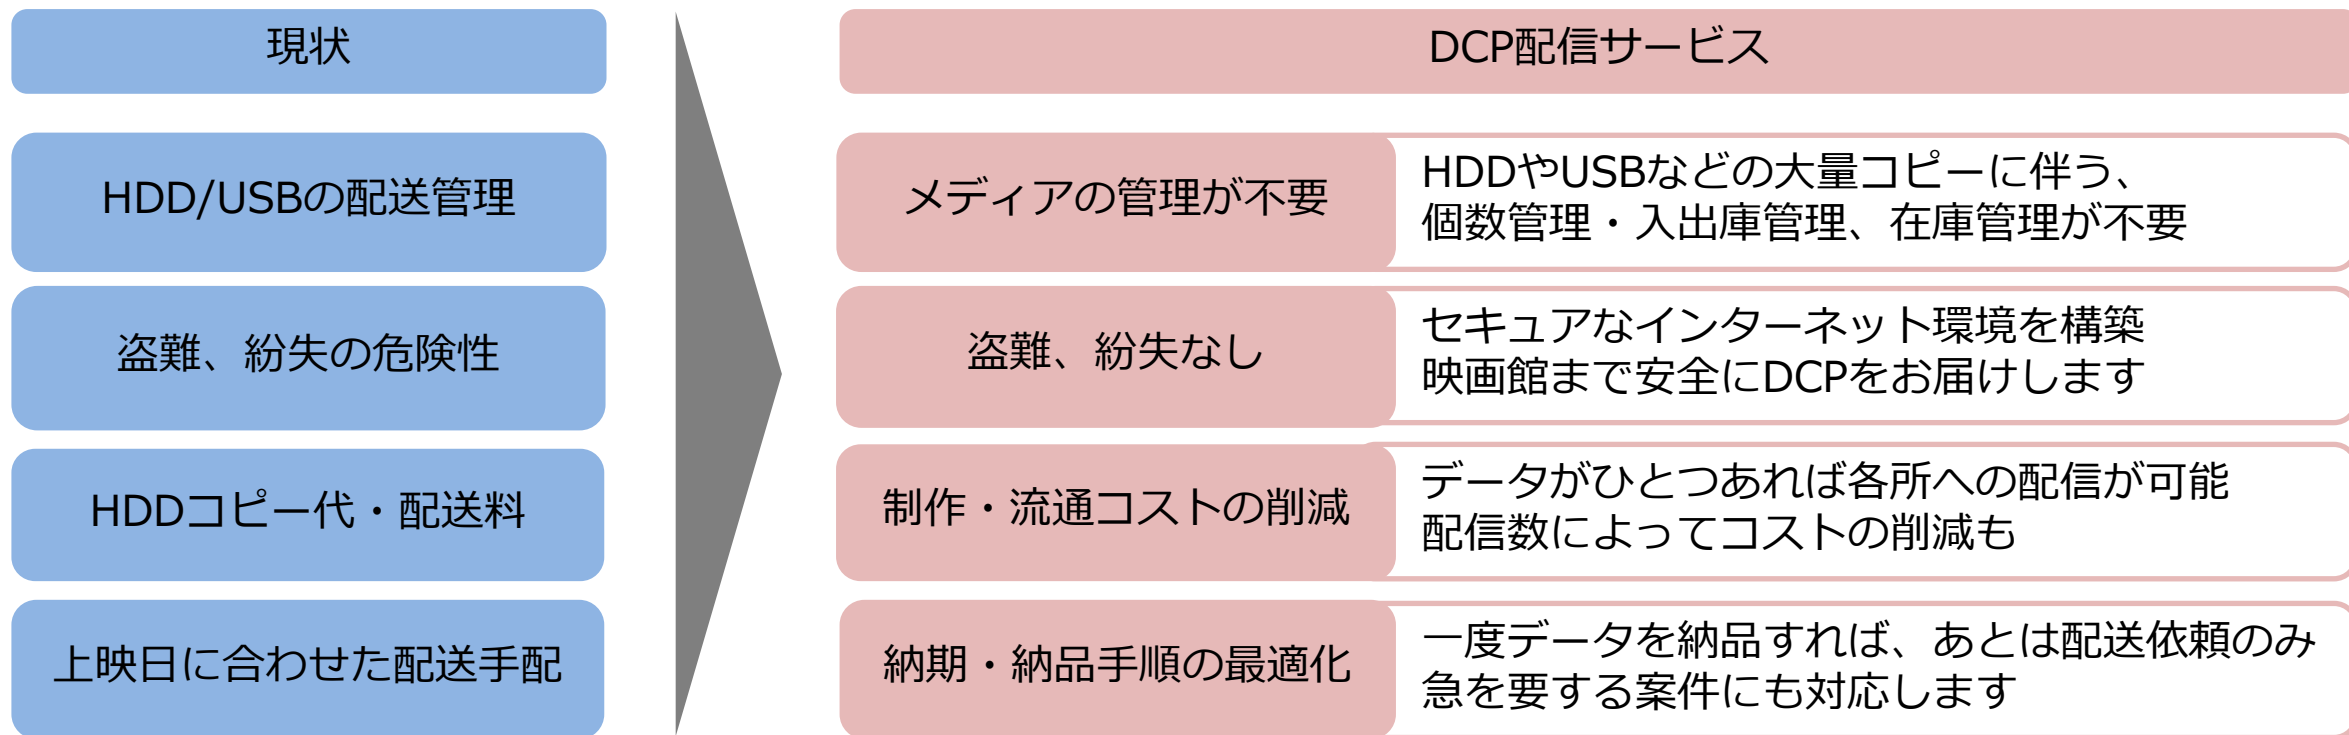 現状
DCP配信サービス
HDD/USBの配送管理
メディアの管理が不要
HDDやUSBなどの大量コピーに伴う、
個数管理・入出庫管理、在庫管理が不要
盗難、紛失の危険性
盗難、紛失なし
セキュアなインターネット環境を構築
映画館まで安全にDCPをお届けします
HDDコピー代・配送料
制作・流通コストの削減
データがひとつあれば各所への配信が可能
配信数によってコストの削減も
上映日に合わせた配送手配
納期・納品手順の最適化
一度データを納品すれば、あとは配送依頼のみ
急を要する案件にも対応します